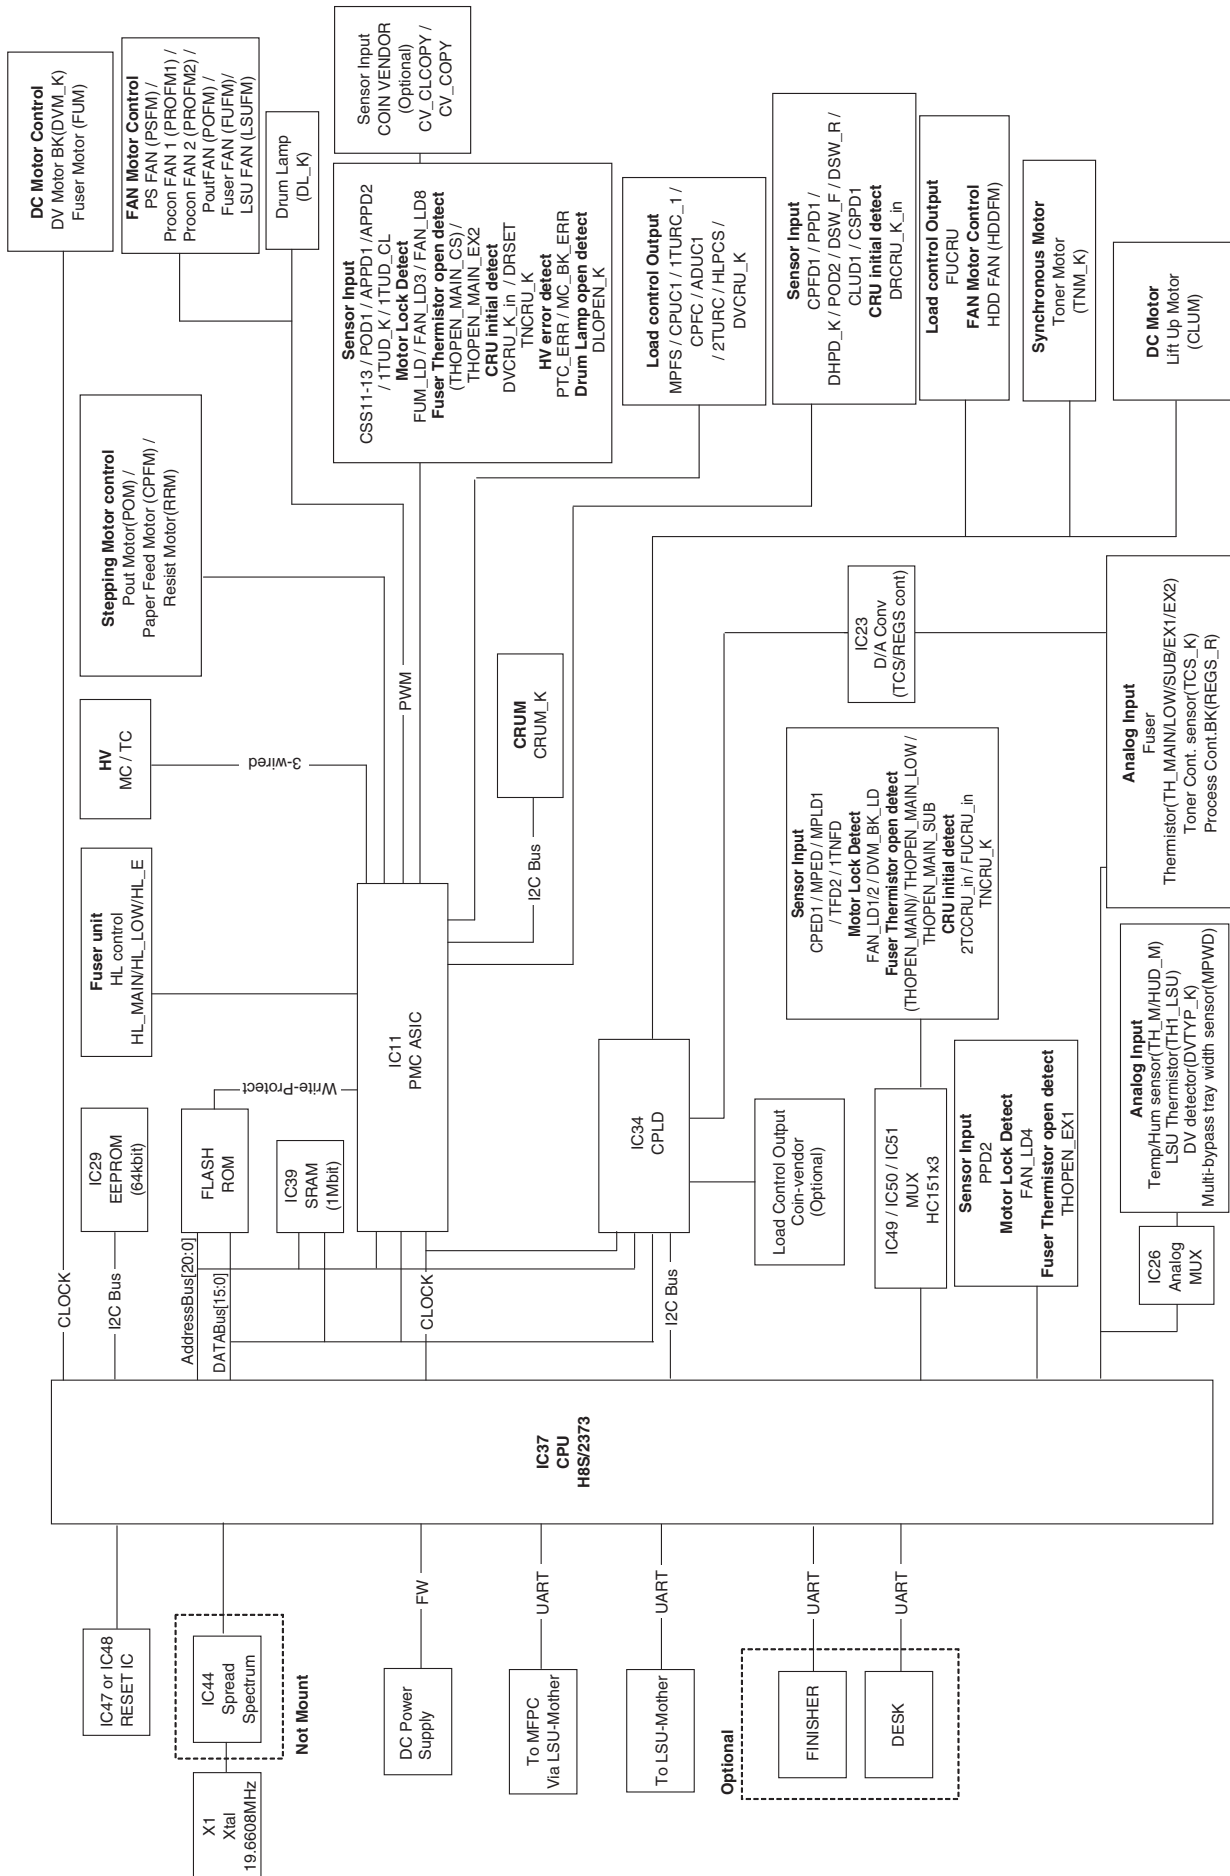 IC47 or IC48
RESET IC
X1
Xtal
19.6608MHz
IC44
Spread
Spectrum
Not Mount
DC Power
Supply
To MFPC
Via LSU-Mother
To LSU-Mother
Optional
FINISHER
DESK
FW
UART
UART
UART
UART
IC37
CPU
H8S/2373
CLOCK
I2C Bus
AddressBus[20:0]
DATABus[15:0]
CLOCK
I2C Bus
IC29
EEPROM
(64kbit)
FLASH
ROM
IC39
SRAM
(1Mbit)
Write-Protect
Fuser unit
HL control
HL_MAIN/HL_LOW/HL_E
HV
MC / TC
3-wired
Stepping Motor control
Pout Motor(POM) /
Paper Feed Motor (CPFM) /
Resist Motor(RRM)
IC11
PMC ASIC
PWM
I2C Bus
CRUM
CRUM_K
IC34
CPLD
Load Control Output
Coin-vendor
(Optional)
IC49 / IC50 / IC51
MUX
HC151x3
Sensor Input
CPED1 / MPED / MPLD1
/ TFD2 / 1TNFD
Motor Lock Detect
FAN_LD1/2 / DVM_BK_LD
Fuser Thermistor open detect
(THOPEN_MAIN)/ THOPEN_MAIN_LOW /
THOPEN_MAIN_SUB
CRU initial detect
2TCCRU_in / FUCRU_in
TNCRU_K
Sensor Input
PPD2
Motor Lock Detect
FAN_LD4
Fuser Thermistor open detect
THOPEN_EX1
IC26
Analog
MUX
Analog Input
Temp/Hum sensor(TH_M/HUD_M)
LSU Thermistor(TH1_LSU)
DV detector(DVTYP_K)
Multi-bypass tray width sensor(MPWD)
IC23
D/A Conv
(TCS/REGS cont)
Analog Input
Fuser
Thermistor(TH_MAIN/LOW/SUB/EX1/EX2)
Toner Cont. sensor(TCS_K)
Process Cont.BK(REGS_R)
DC Motor Control
DV Motor BK(DVM_K)
Fuser Motor (FUM)
FAN Motor Control
PS FAN (PSFM) /
Procon FAN 1 (PROFM1) /
Procon FAN 2 (PROFM2) /
PoutFAN (POFM) /
Fuser FAN (FUFM)/
LSU FAN (LSUFM)
Drum Lamp
(DL_K)
Sensor Input
COIN VENDOR
(Optional)
CV_CLCOPY /
CV_COPY
Sensor Input
CSS11-13 / POD1 / APPD1 / APPD2
/ 1TUD_K / 1TUD_CL
Motor Lock Detect
FUM_LD / FAN_LD3 / FAN_LD8
Fuser Thermistor open detect
(THOPEN_MAIN_CS) /
THOPEN_MAIN_EX2
CRU initial detect
DVCRU_K_in / DRSET
TNCRU_K
HV error detect
PTC_ERR / MC_BK_ERR
Drum Lamp open detect
DLOPEN_K
Load control Output
MPFS / CPUC1 / 1TURC_1 /
CPFC / ADUC1
/ 2TURC / HLPCS /
DVCRU_K
Sensor Input
CPFD1 / PPD1 /
DHPD_K / POD2 / DSW_F / DSW_R /
CLUD1 / CSPD1
CRU initial detect
DRCRU_K_in
Load control Output
FUCRU
FAN Motor Control
HDD FAN (HDDFM)
Synchronous Motor
Toner Motor
(TNM_K)
DC Motor
Lift Up Motor
(CLUM)